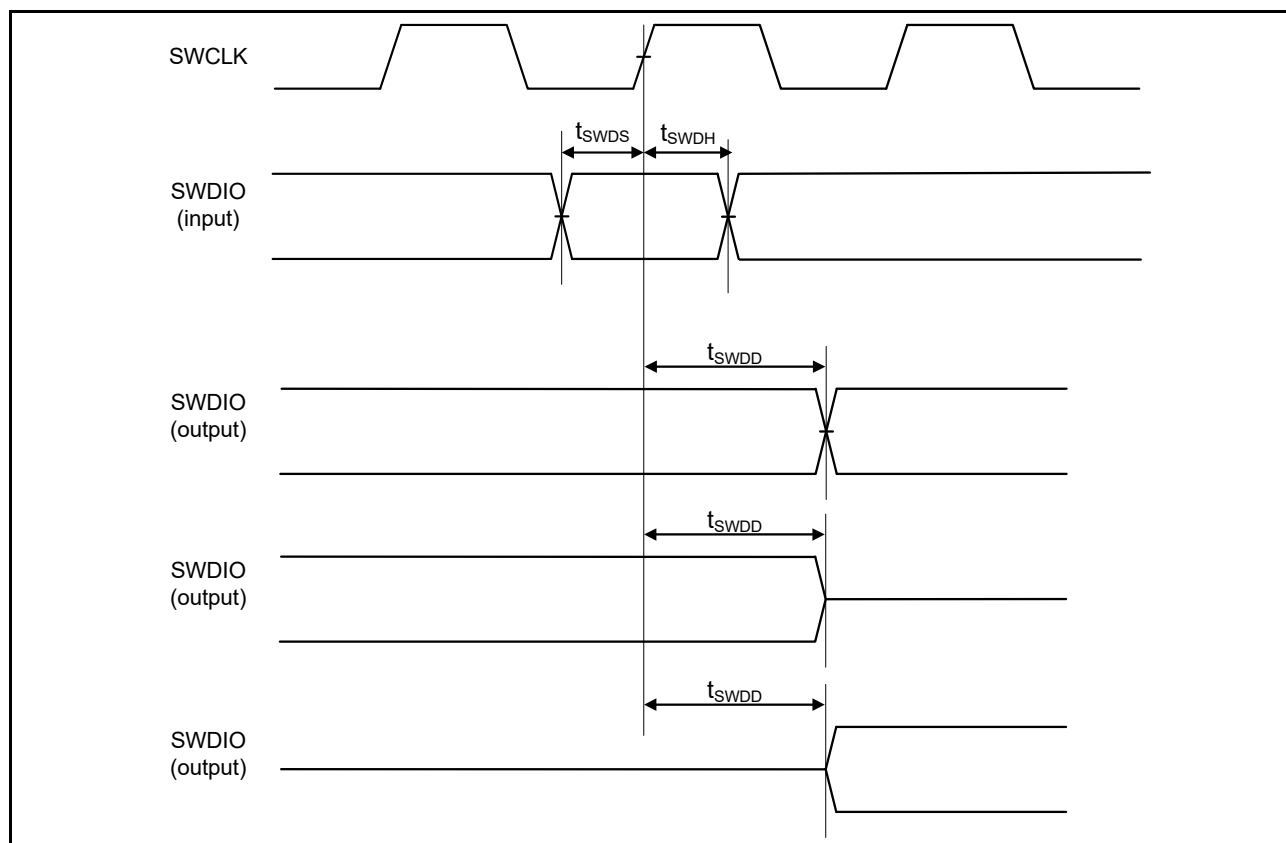 SWCLK
tSWDS
tSWDH
SWDIO
(input)
tSWDD
SWDIO
(output)
tSWDD
SWDIO
(output)
tSWDD
SWDIO
(output)